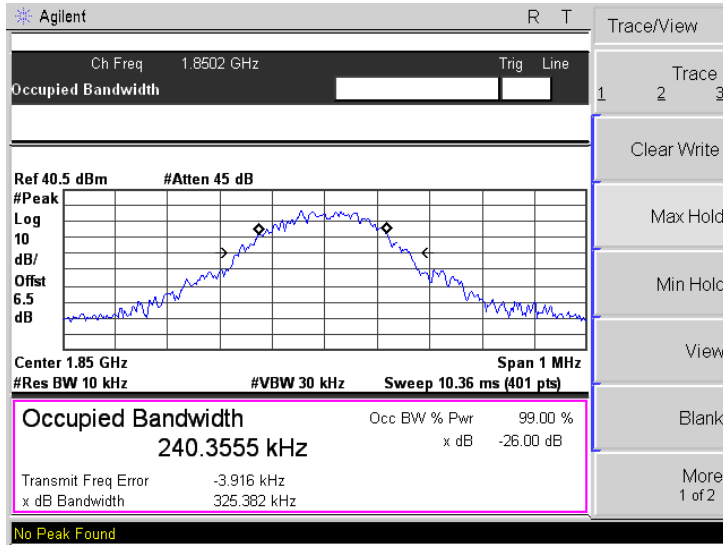 Agilent R T
Trace/View
Ch Freq 1.8502 GHz Trig Line
Occupied Bandwidth
Trace
1 2 3
Clear Write
Max Hold
Min Hold
View
Blank
More
1 of 2
Ref 40.5 dBm #Atten 45 dB
#Peak
Log
10
dB/
Offst
6.5
dB
Center 1.85 GHz Span 1 MHz
#Res BW 10 kHz #VBW 30 kHz Sweep 10.36 ms (401 pts)
Occupied Bandwidth Occ BW % Pwr 99.00 %
240.3555 kHz x dB -26.00 dB
Transmit Freq Error -3.916 kHz
x dB Bandwidth 325.382 kHz
No Peak Found